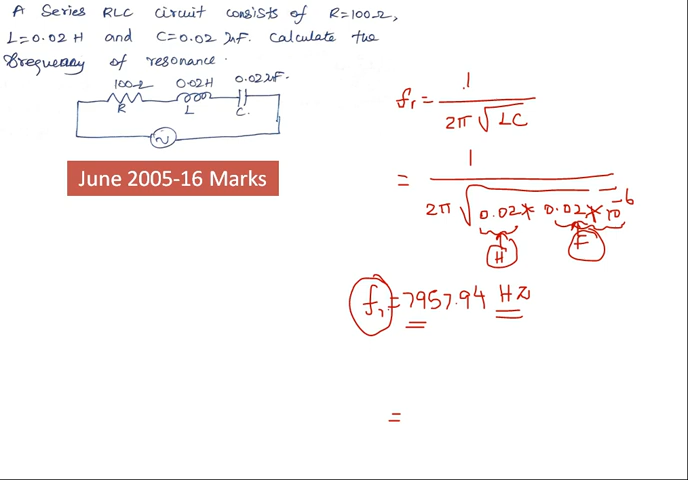 A Series RLC circuit consists of R=100Ω,
L=0.02 H and C=0.02 μF. Calculate the
frequency of resonance.
100Ω 0.02H 0.02μF.
R L C.
June 2005-16 Marks
fr = 1 / 2π √LC
= 1 / 2π √0.02 * 0.02 * 10^-6
H F
fr = 7957.94 Hz
=